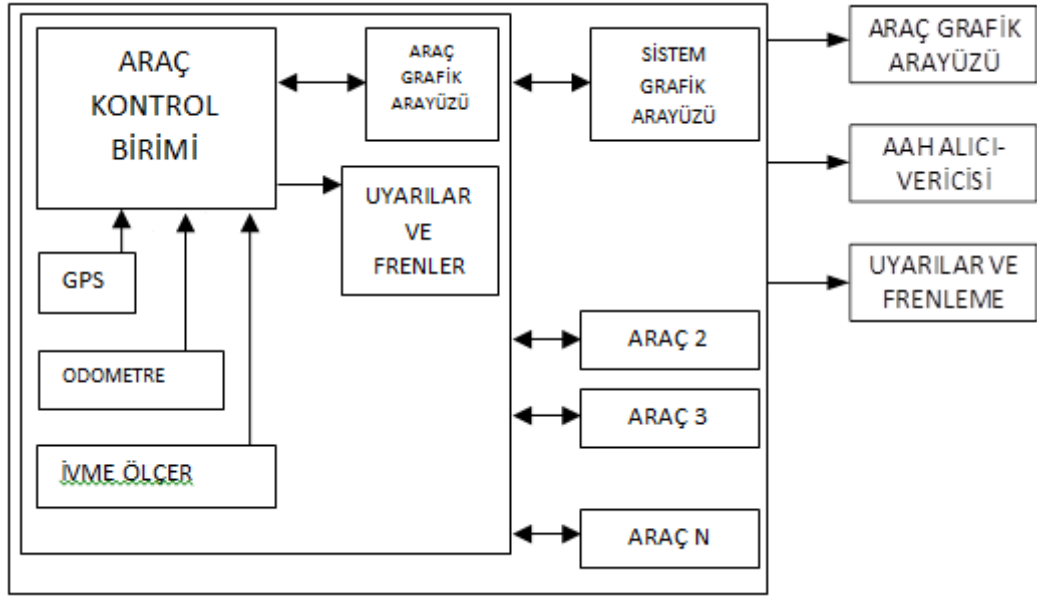 ARAÇ
KONTROL
BİRİMİ
ARAÇ
GRAFİK
ARAYÜZÜ
SİSTEM
GRAFİK
ARAYÜZÜ
ARAÇ GRAFİK
ARAYÜZÜ
AAH ALICI-
VERİCİSİ
UYARILAR
VE
FRENLER
UYARILAR VE
FRENLEME
GPS
ODOMETRE
İVME ÖLÇER
ARAÇ 2
ARAÇ 3
ARAÇ N